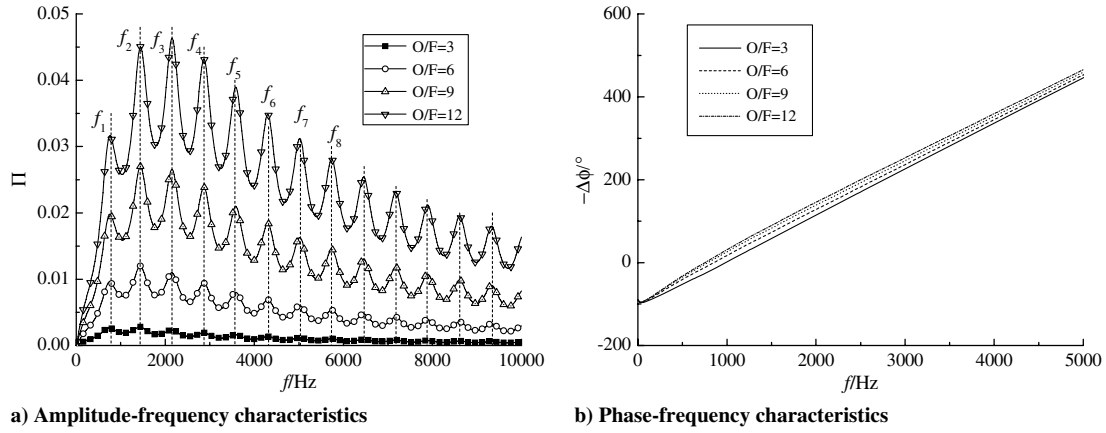 0.05
0.04
0.03
0.02
0.01
0.00
Π
f₁
f₂
f₃
f₄
f₅
f₆
f₇
f₈
O/F=3
O/F=6
O/F=9
O/F=12
0 2000 4000 6000 8000 10000
f/Hz
a) Amplitude-frequency characteristics
600
400
200
0
-200
−Δϕ/°
O/F=3
O/F=6
O/F=9
O/F=12
0 1000 2000 3000 4000 5000
f/Hz
b) Phase-frequency characteristics